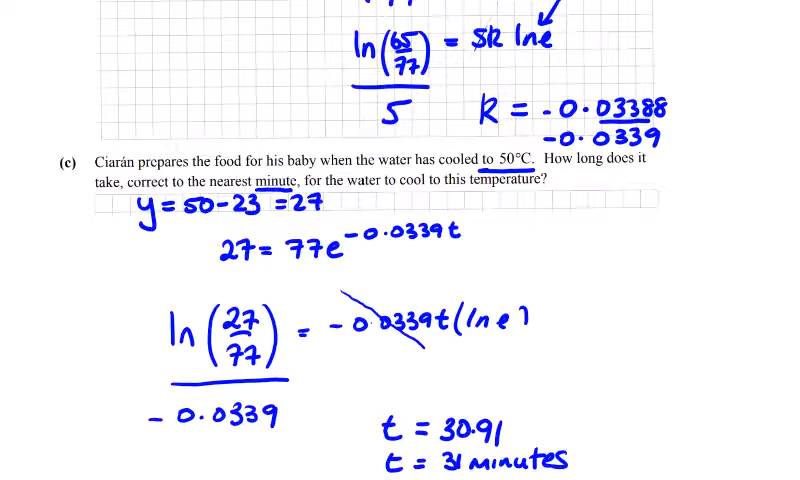 ln(65/77) / 5 = 5k lne
k = -0.03388
-0.0339
(c) Ciarán prepares the food for his baby when the water has cooled to 50°C. How long does it
take, correct to the nearest minute, for the water to cool to this temperature?
y = 50-23 = 27
27 = 77e^-0.0339t
ln(27/77) / -0.0339 = -0.0339t(lne)
t = 30.91
t = 31 minutes